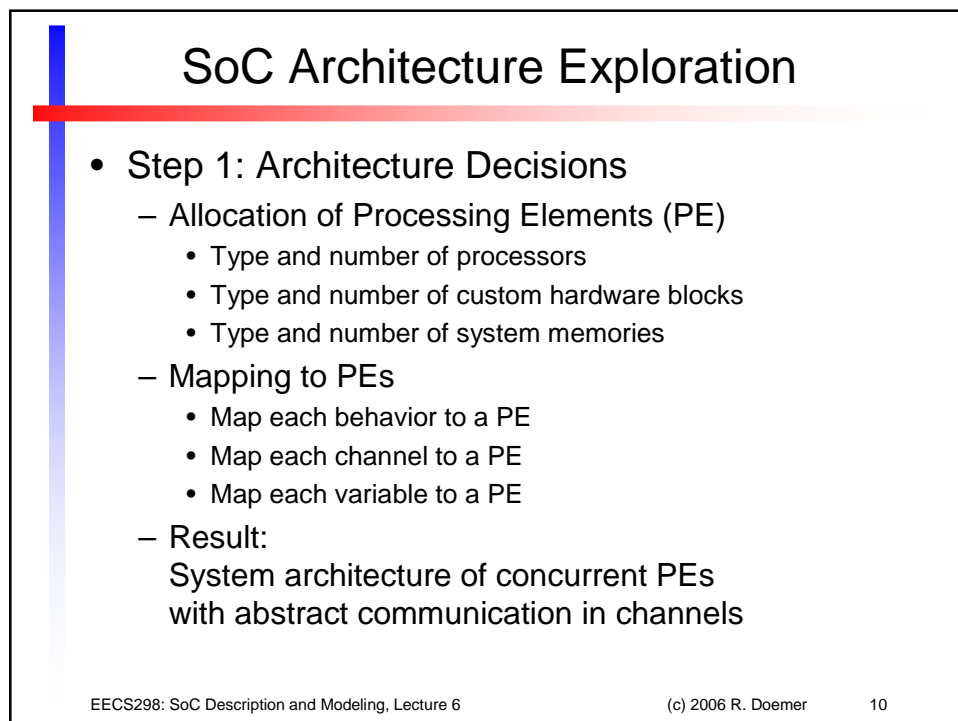 SoC Architecture Exploration
• Step 1: Architecture Decisions
– Allocation of Processing Elements (PE)
• Type and number of processors
• Type and number of custom hardware blocks
• Type and number of system memories
– Mapping to PEs
• Map each behavior to a PE
• Map each channel to a PE
• Map each variable to a PE
– Result:
System architecture of concurrent PEs
with abstract communication in channels
EECS298: SoC Description and Modeling, Lecture 6 (c) 2006 R. Doemer 10